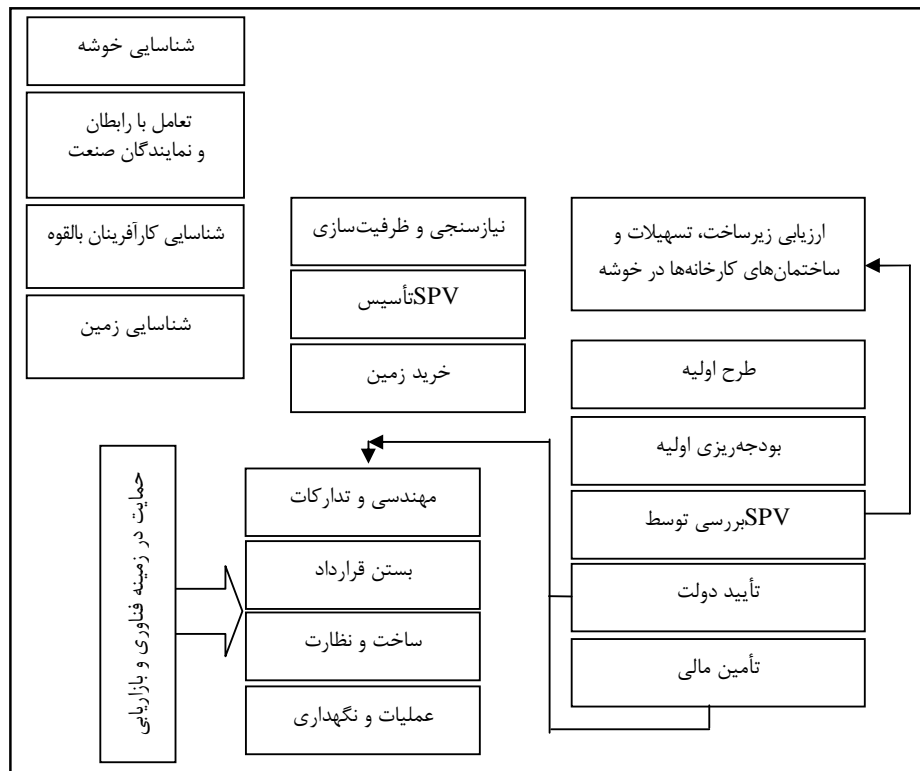 شناسایی خوشه
تعامل با رابطان
و نمایندگان صنعت
شناسایی کارآفرینان بالقوه
شناسایی زمین
نیازسنجی و ظرفیت‌سازی
SPVتأسیس
خرید زمین
ارزیابی زیرساخت، تسهیلات و
ساختمان‌های کارخانه‌ها در خوشه
طرح اولیه
بودجه‌ریزی اولیه
SPVبررسی توسط
تأیید دولت
تأمین مالی
مهندسی و تدارکات
بستن قرارداد
ساخت و نظارت
عملیات و نگهداری
حمایت در زمینه فناوری و بازاریابی